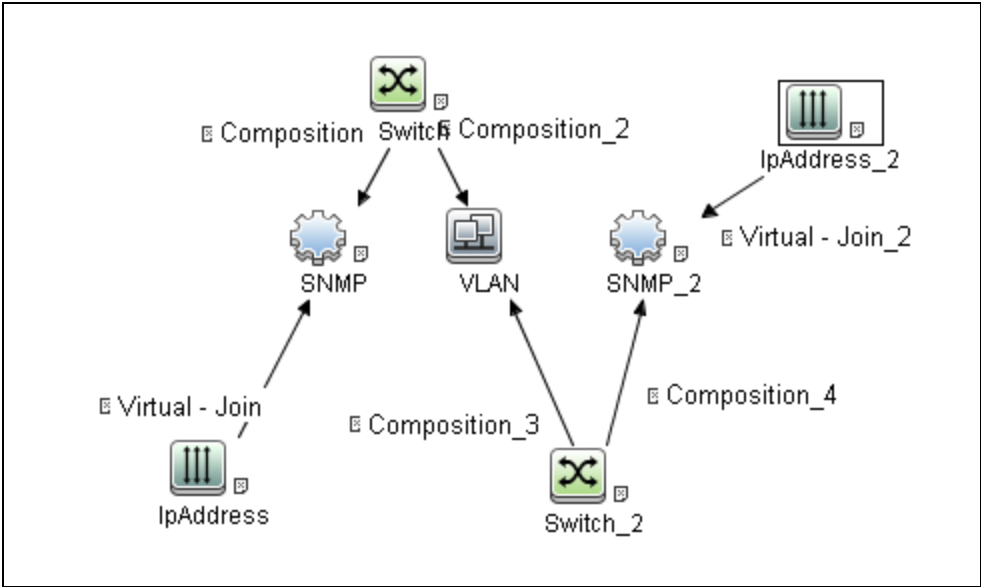 Composition
Switch
Composition_2
IpAddress_2
Virtual - Join_2
SNMP
VLAN
SNMP_2
Virtual - Join
Composition_3
Composition_4
IpAddress
Switch_2